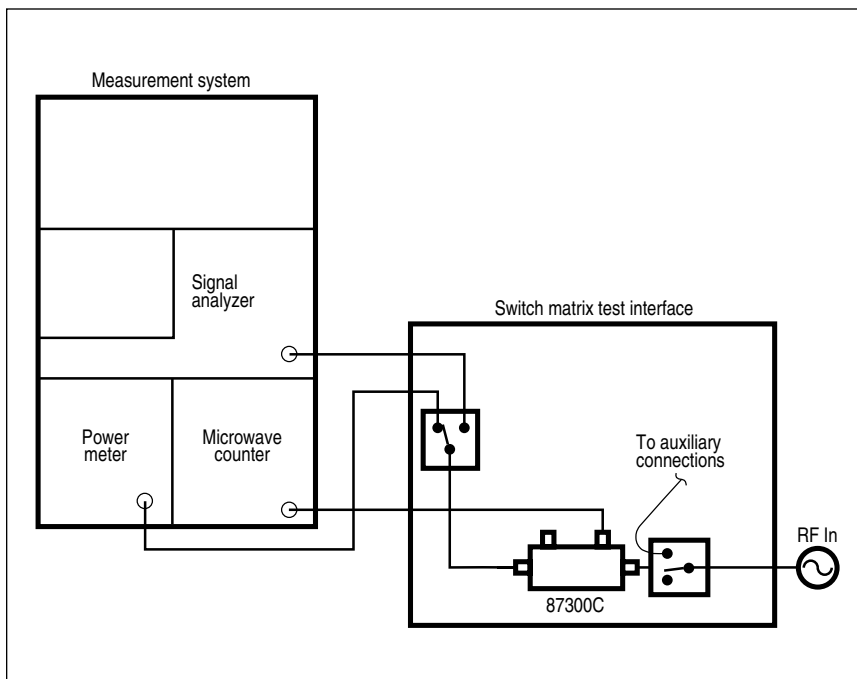 Measurement system
Signal
analyzer
Switch matrix test interface
Power
meter
Microwave
counter
To auxiliary
connections
RF In
87300C